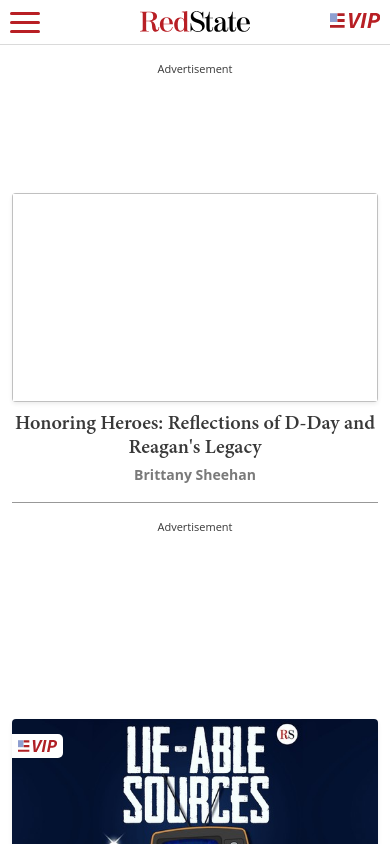 RedState
VIP
Advertisement
Honoring Heroes: Reflections of D-Day and
Reagan's Legacy
Brittany Sheehan
Advertisement
VIP
RS
LIE-ABLE
SOURCES